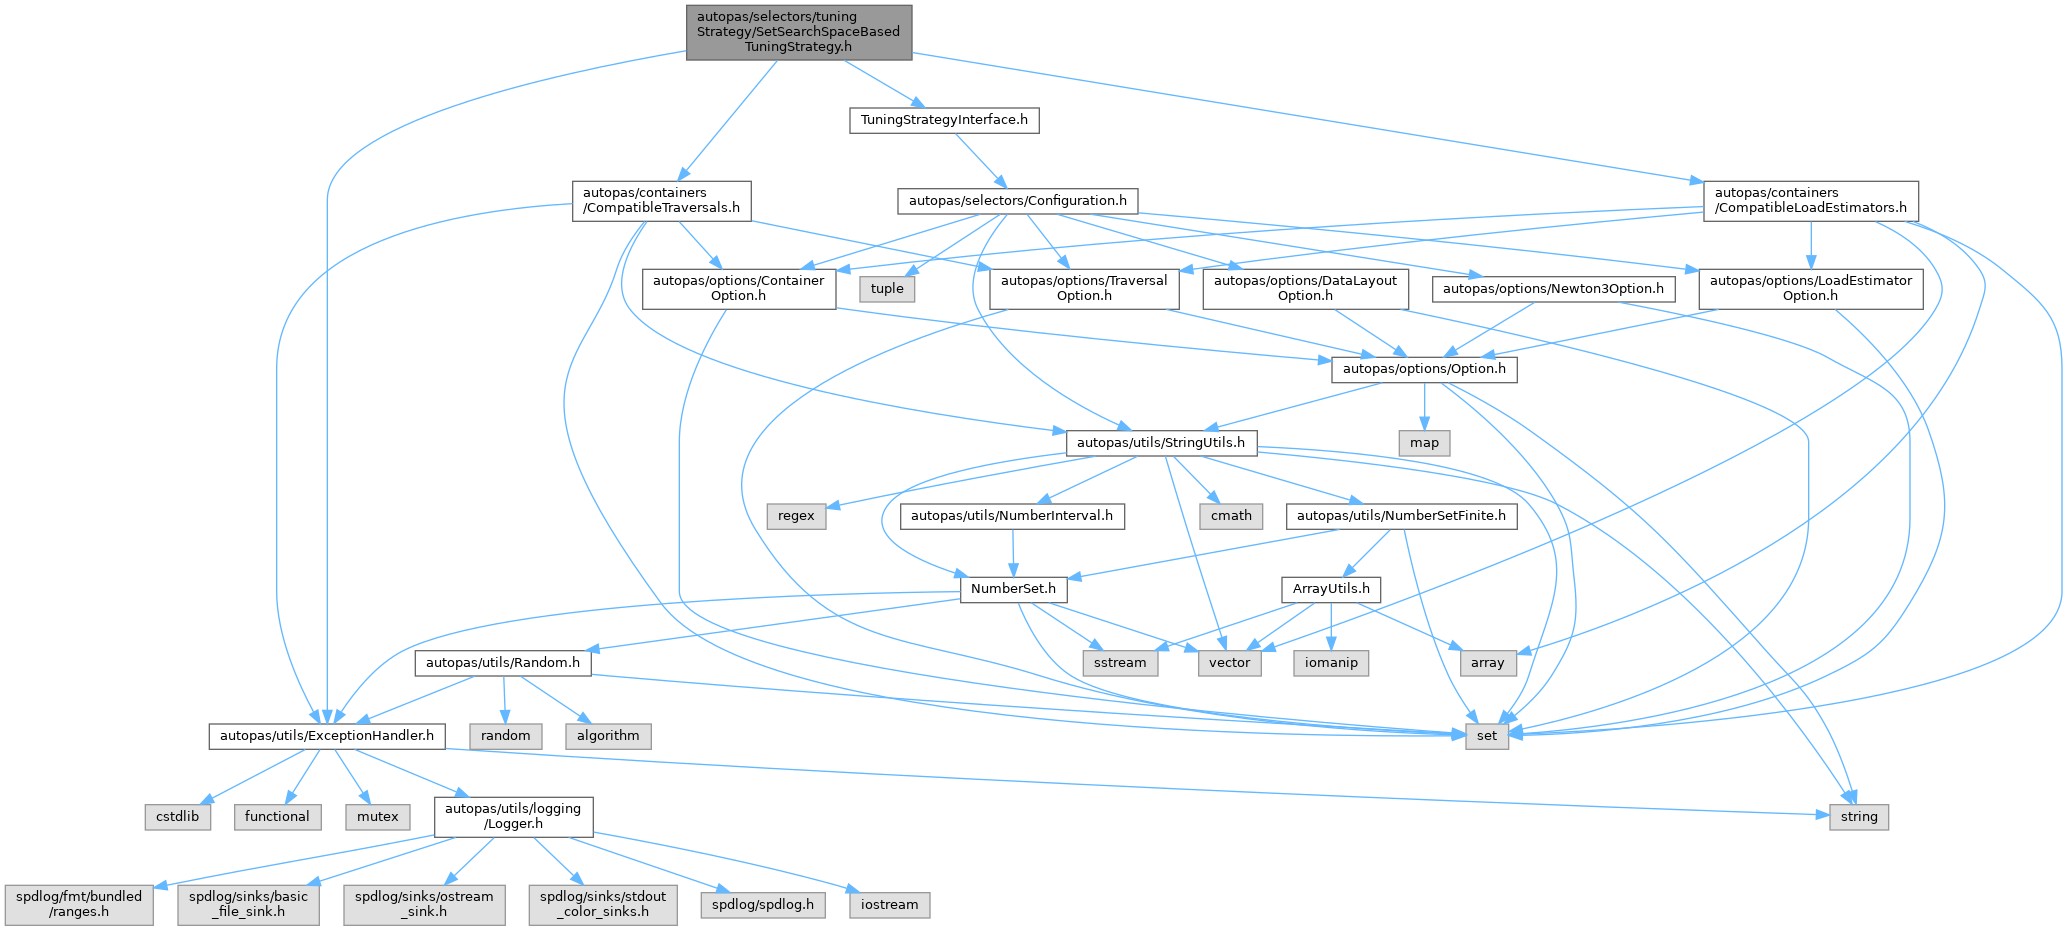 autopas/selectors/tuning
Strategy/SetSearchSpaceBased
TuningStrategy.h
TuningStrategyInterface.h
autopas/containers
/CompatibleTraversals.h
autopas/selectors/Configuration.h
autopas/containers
/CompatibleLoadEstimators.h
autopas/options/Container
Option.h
tuple
autopas/options/Traversal
Option.h
autopas/options/DataLayout
Option.h
autopas/options/Newton3Option.h
autopas/options/LoadEstimator
Option.h
autopas/options/Option.h
autopas/utils/StringUtils.h
map
regex
autopas/utils/NumberInterval.h
cmath
autopas/utils/NumberSetFinite.h
NumberSet.h
ArrayUtils.h
autopas/utils/Random.h
sstream
vector
iomanip
array
autopas/utils/ExceptionHandler.h
random
algorithm
set
cstdlib
functional
mutex
autopas/utils/logging
/Logger.h
string
spdlog/fmt/bundled
/ranges.h
spdlog/sinks/basic
_file_sink.h
spdlog/sinks/ostream
_sink.h
spdlog/sinks/stdout
_color_sinks.h
spdlog/spdlog.h
iostream